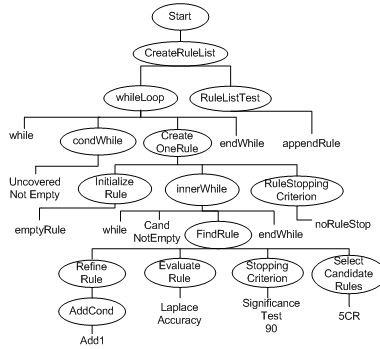 Start
CreateRuleList
whileLoop
RuleListTest
while
condWhile
Create
OneRule
endWhile
appendRule
Uncovered
Not Empty
Initialize
Rule
innerWhile
RuleStopping
Criterion
emptyRule
while
Cand
NotEmpty
FindRule
endWhile
noRuleStop
Refine
Rule
Evaluate
Rule
Stopping
Criterion
Select
Candidate
Rules
AddCond
Laplace
Accuracy
Significance
Test
90
5CR
Add1